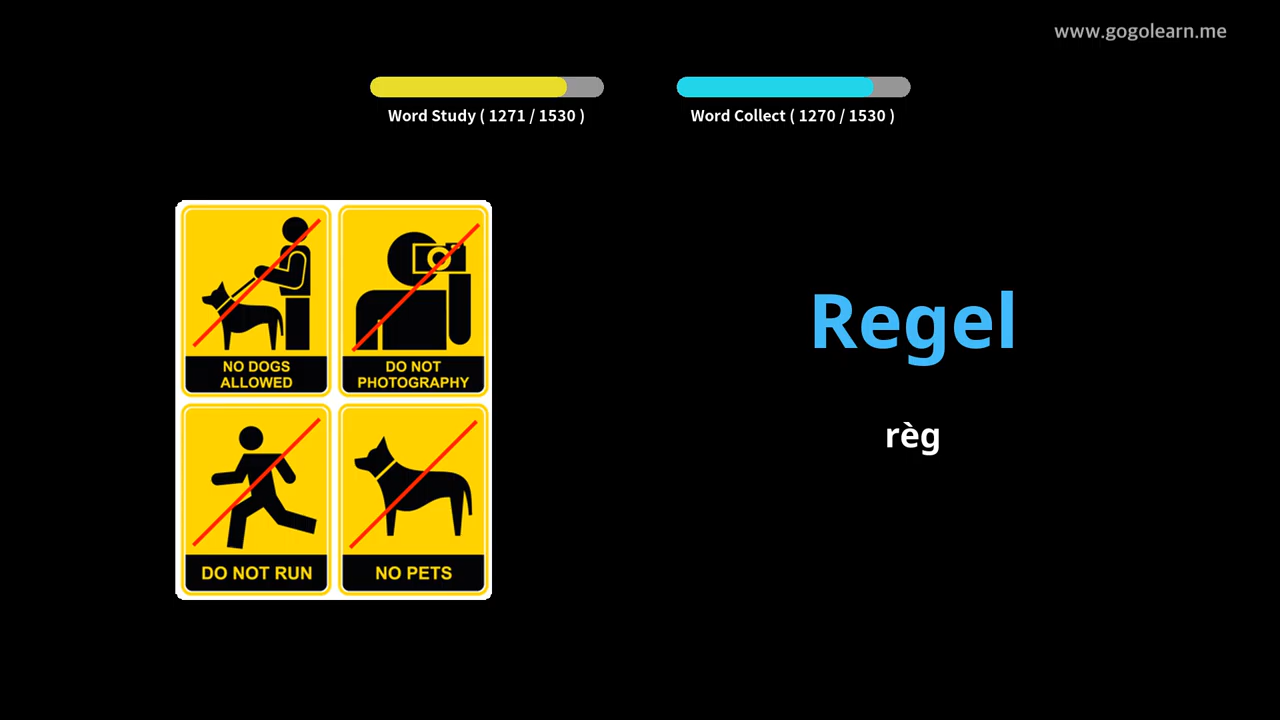 www.gogolearn.me
Word Study ( 1271 / 1530 )
Word Collect ( 1270 / 1530 )
NO DOGS
ALLOWED
DO NOT
PHOTOGRAPHY
DO NOT RUN
NO PETS
Regel
règ